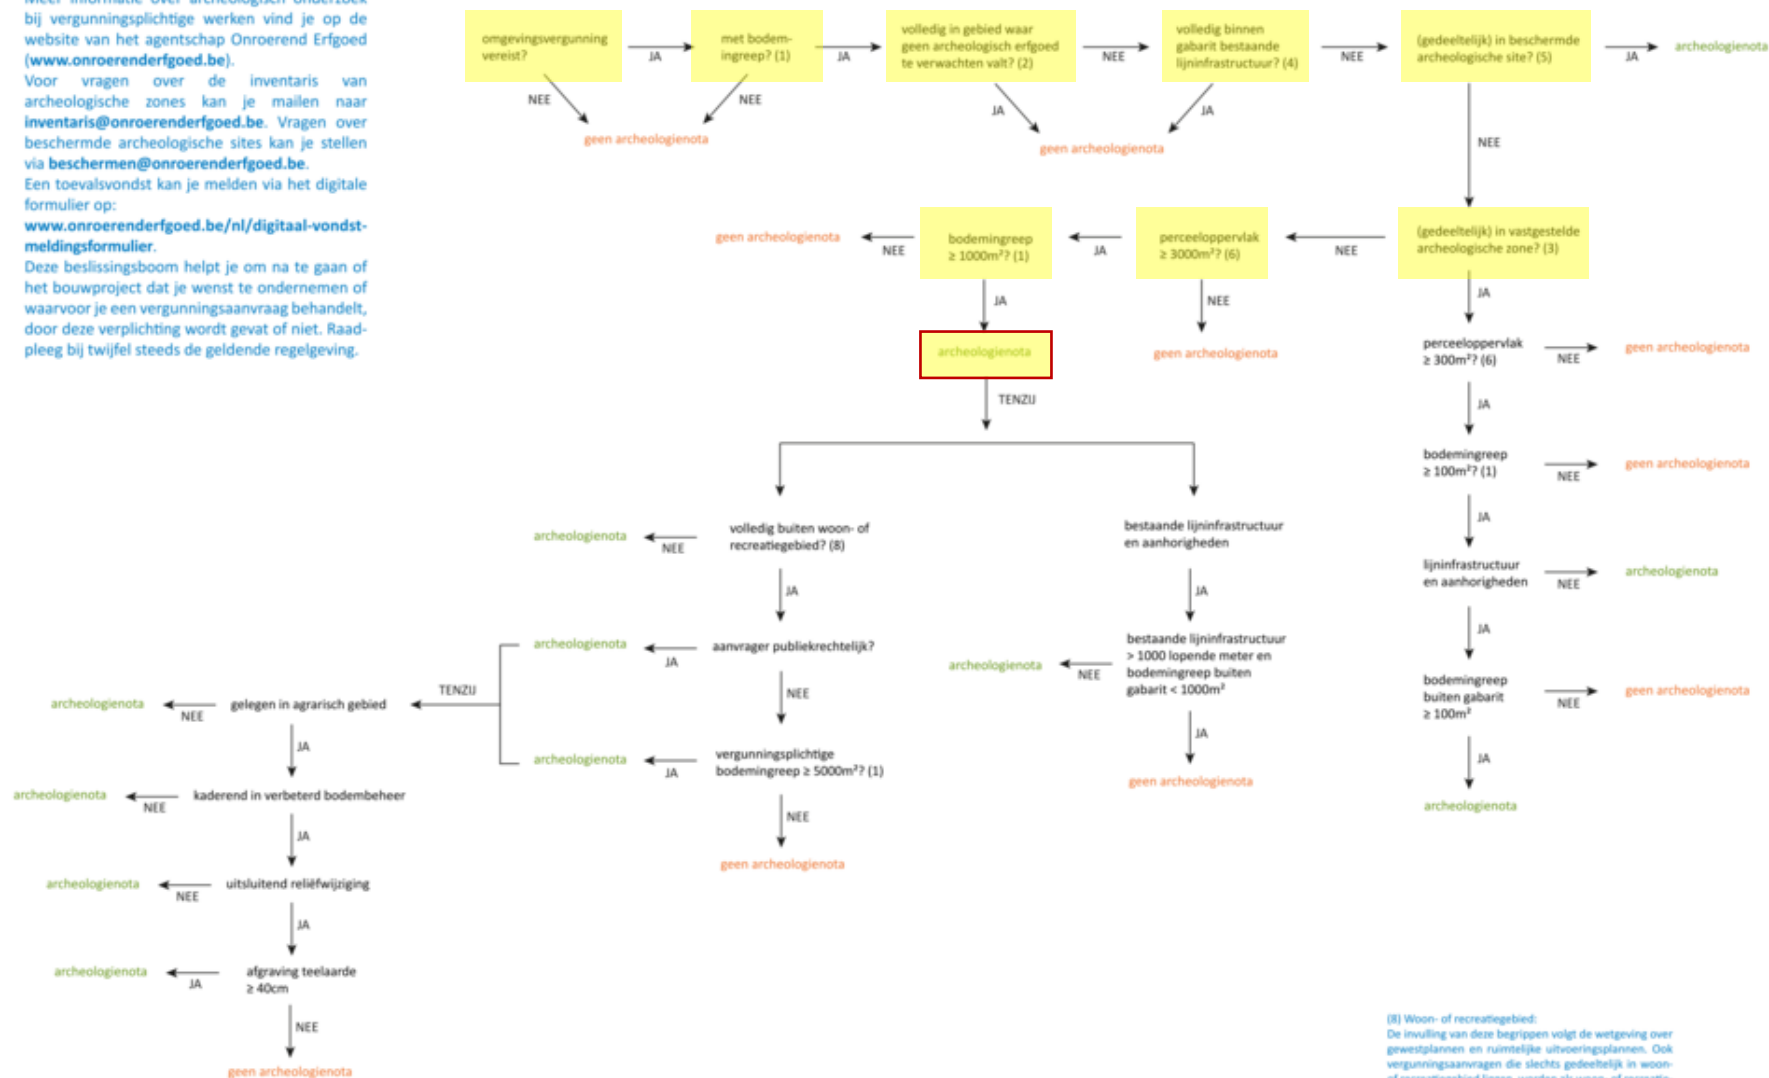 Meer informatie over archeologisch onderzoek
bij vergunningsplichtige werken vind je op de
website van het agentschap Onroerend Erfgoed
(www.onroerenderfgoed.be).
Voor vragen over de inventaris van
archeologische zones kan je mailen naar
inventaris@onroerenderfgoed.be. Vragen over
beschermde archeologische sites kan je stellen
via beschermen@onroerenderfgoed.be.
Een toevalsvondst kan je melden via het digitale
formulier op:
www.onroerenderfgoed.be/nl/digitaal-vondst-
meldingsformulier.
Deze beslissingsboom helpt je om na te gaan of
het bouwproject dat je wenst te ondernemen of
waarvoor je een vergunningsaanvraag behandelt,
door deze verplichting wordt gevat of niet. Raad-
pleeg bij twijfel steeds de geldende regelgeving.
omgevingsvergunning
vereist?
JA
NEE
met bodem-
ingreep? (1)
JA
NEE
geen archeologienota
volledig in gebied waar
geen archeologisch erfgoed
te verwachten valt? (2)
NEE
JA
volledig binnen
gabarit bestaande
lijninfrastructuur? (4)
NEE
JA
geen archeologienota
(gedeeltelijk) in beschermde
archeologische site? (5)
JA
archeologienota
NEE
(gedeeltelijk) in vastgestelde
archeologische zone? (3)
NEE
perceeloppervlak
≥ 3000m²? (6)
JA
bodemingreep
≥ 1000m²? (1)
NEE
geen archeologienota
JA
archeologienota
NEE
geen archeologienota
JA
perceeloppervlak
≥ 300m²? (6)
NEE
geen archeologienota
JA
bodemingreep
≥ 100m²? (1)
NEE
geen archeologienota
JA
lijninfrastructuur
en aanhorigheden
NEE
archeologienota
JA
bodemingreep
buiten gabarit
≥ 100m²
NEE
geen archeologienota
JA
archeologienota
TENZIJ
volledig buiten woon- of
recreatiegebied? (8)
NEE
archeologienota
JA
aanvrager publiekrechtelijk?
JA
archeologienota
NEE
vergunningsplichtige
bodemingreep ≥ 5000m²? (1)
JA
archeologienota
NEE
geen archeologienota
bestaande lijninfrastructuur
en aanhorigheden
JA
bestaande lijninfrastructuur
> 1000 lopende meter en
bodemingreep buiten
gabarit < 1000m²
NEE
archeologienota
JA
geen archeologienota
TENZIJ
gelegen in agrarisch gebied
NEE
archeologienota
JA
kaderend in verbeterd bodembeheer
NEE
archeologienota
JA
uitsluitend reliëfwijziging
NEE
archeologienota
JA
afgraving teelaarde
≥ 40cm
JA
archeologienota
NEE
geen archeologienota
(8) Woon- of recreatiegebied:
De invulling van deze begrippen volgt de wetgeving over
gewestplannen en ruimtelijke uitvoeringsplannen. Ook
vergunningsaanvragen die slechts gedeeltelijk in woon-